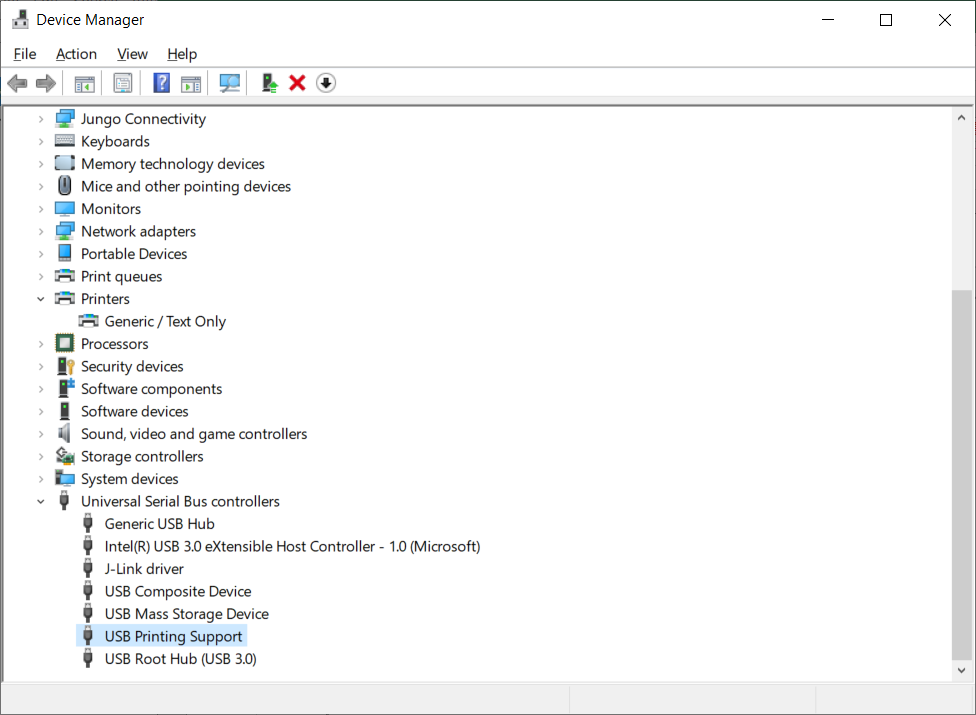 Device Manager
File Action View Help
Jungo Connectivity
Keyboards
Memory technology devices
Mice and other pointing devices
Monitors
Network adapters
Portable Devices
Print queues
Printers
Generic / Text Only
Processors
Security devices
Software components
Software devices
Sound, video and game controllers
Storage controllers
System devices
Universal Serial Bus controllers
Generic USB Hub
Intel(R) USB 3.0 eXtensible Host Controller - 1.0 (Microsoft)
J-Link driver
USB Composite Device
USB Mass Storage Device
USB Printing Support
USB Root Hub (USB 3.0)